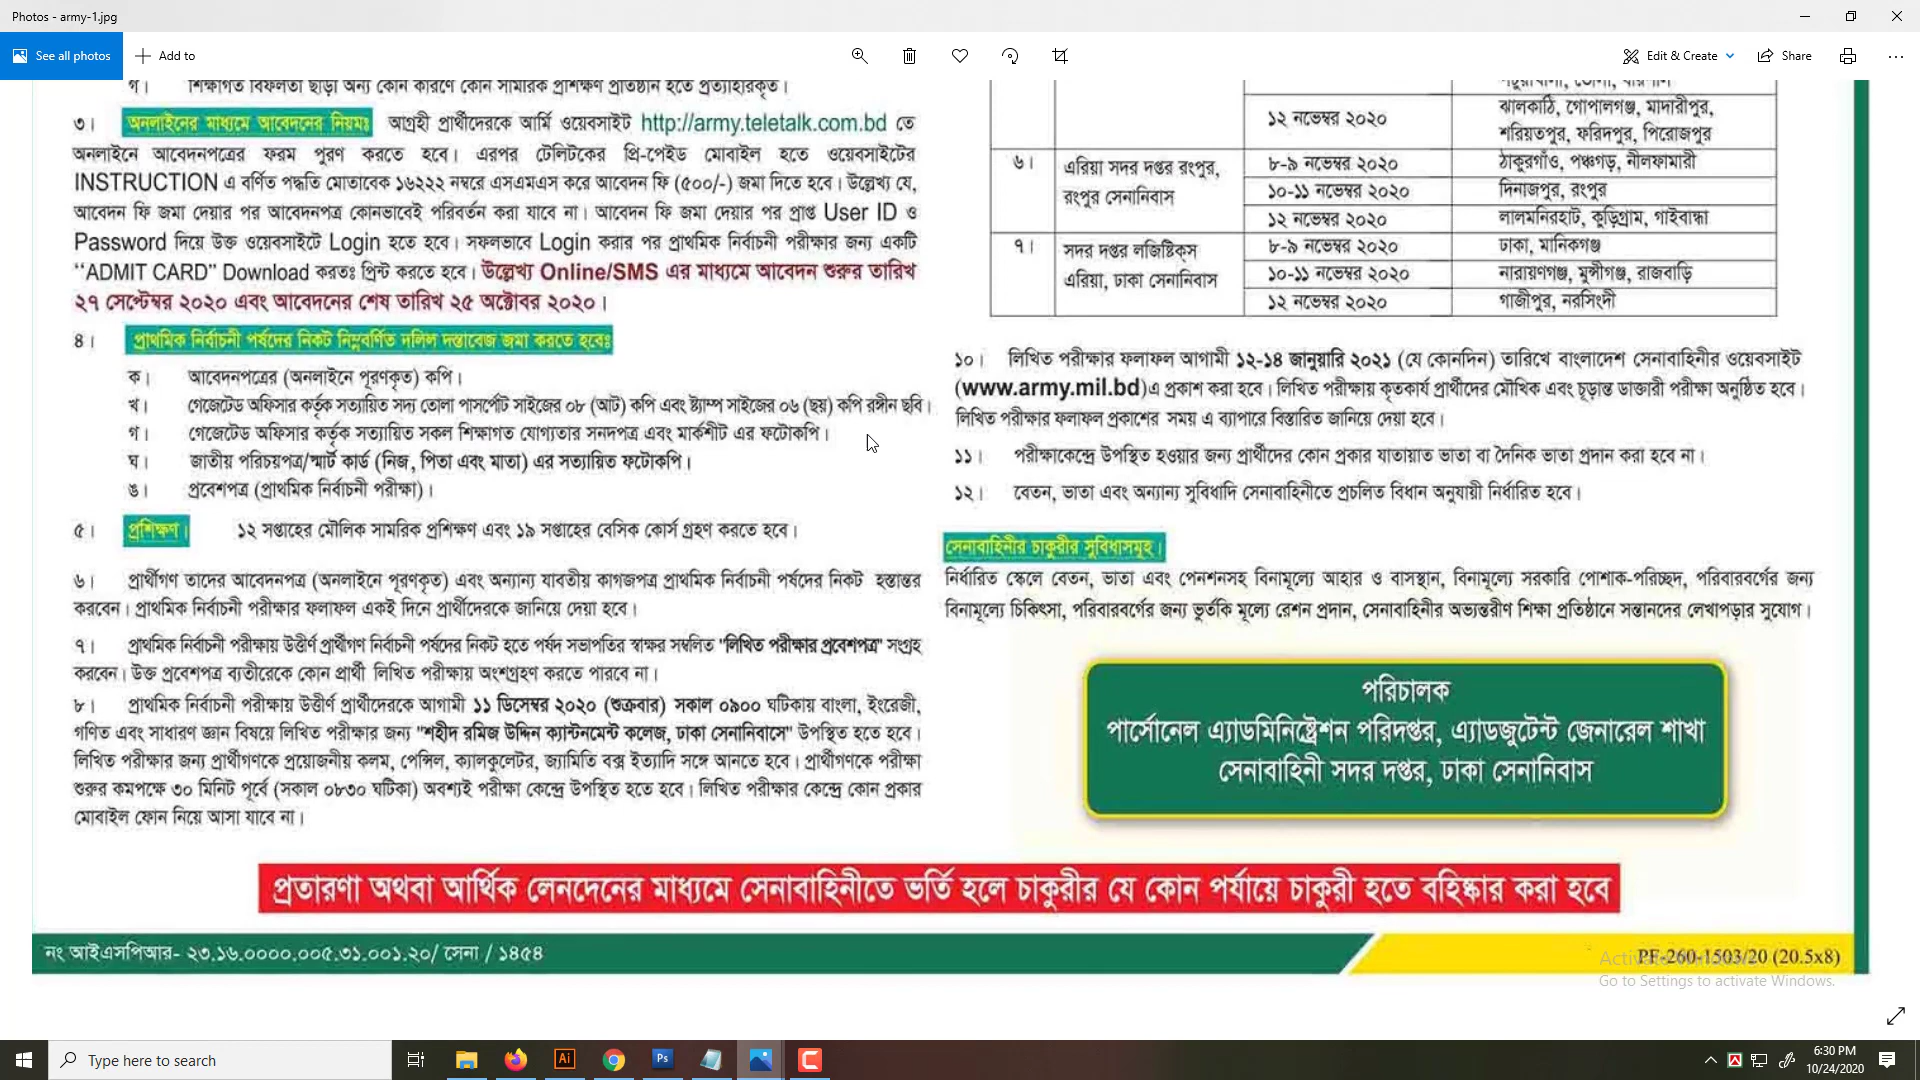 Photos - army-1.jpg
See all photos
Add to
Edit & Create
Share
গ। শিক্ষাগত বিফলতা ছাড়া অন্য কোন কারণে কোন সামরিক প্রশিক্ষণ প্রতিষ্ঠান হতে প্রত্যাহারকৃত।
৩। অনলাইনের মাধ্যমে আবেদনের নিয়মঃ আগ্রহী প্রার্থীদেরকে আর্মি ওয়েবসাইট http://army.teletalk.com.bd তে
অনলাইনে আবেদনপত্রের ফরম পুরণ করতে হবে। এরপর টেলিটকের প্রি-পেইড মোবাইল হতে ওয়েবসাইটের
INSTRUCTION এ বর্ণিত পদ্ধতি মোতাবেক ১৬২২২ নম্বরে এসএমএস করে আবেদন ফি (৫০০/-) জমা দিতে হবে। উল্লেখ্য যে,
আবেদন ফি জমা দেয়ার পর আবেদনপত্র কোনভাবেই পরিবর্তন করা যাবে না। আবেদন ফি জমা দেয়ার পর প্রাপ্ত User ID ও
Password দিয়ে উক্ত ওয়েবসাইটে Login হতে হবে। সফলভাবে Login করার পর প্রাথমিক নির্বাচনী পরীক্ষার জন্য একটি
‘‘ADMIT CARD” Download করতঃ প্রিন্ট করতে হবে। উল্লেখ্য Online/SMS এর মাধ্যমে আবেদন শুরুর তারিখ
২৭ সেপ্টেম্বর ২০২০ এবং আবেদনের শেষ তারিখ ২৫ অক্টোবর ২০২০।
৪। প্রাথমিক নির্বাচনী পর্ষদের নিকট নিম্নবর্ণিত দলিল দস্তাবেজ জমা করতে হবেঃ
ক। আবেদনপত্রের (অনলাইনে পূরণকৃত) কপি।
খ। গেজেটেড অফিসার কর্তৃক সত্যায়িত সদ্য তোলা পাসর্পোট সাইজের ০৮ (আট) কপি এবং ষ্ট্যাম্প সাইজের ০৬ (ছয়) কপি রঙ্গীন ছবি।
গ। গেজেটেড অফিসার কর্তৃক সত্যায়িত সকল শিক্ষাগত যোগ্যতার সনদপত্র এবং মার্কশীট এর ফটোকপি।
ঘ। জাতীয় পরিচয়পত্র/স্মার্ট কার্ড (নিজ, পিতা এবং মাতা) এর সত্যায়িত ফটোকপি।
ঙ। প্রবেশপত্র (প্রাথমিক নির্বাচনী পরীক্ষা)।
৫। প্রশিক্ষণ। ১২ সপ্তাহের মৌলিক সামরিক প্রশিক্ষণ এবং ১৯ সপ্তাহের বেসিক কোর্স গ্রহণ করতে হবে।
৬। প্রার্থীগণ তাদের আবেদনপত্র (অনলাইনে পূরণকৃত) এবং অন্যান্য যাবতীয় কাগজপত্র প্রাথমিক নির্বাচনী পর্ষদের নিকট হস্তান্তর
করবেন। প্রাথমিক নির্বাচনী পরীক্ষার ফলাফল একই দিনে প্রার্থীদেরকে জানিয়ে দেয়া হবে।
৭। প্রাথমিক নির্বাচনী পরীক্ষায় উত্তীর্ণ প্রার্থীগণ নির্বাচনী পর্ষদের নিকট হতে পর্ষদ সভাপতির স্বাক্ষর সম্বলিত "লিখিত পরীক্ষার প্রবেশপত্র" সংগ্রহ
করবেন। উক্ত প্রবেশপত্র ব্যতীরেকে কোন প্রার্থী লিখিত পরীক্ষায় অংশগ্রহণ করতে পারবে না।
৮। প্রাথমিক নির্বাচনী পরীক্ষায় উত্তীর্ণ প্রার্থীদেরকে আগামী ১১ ডিসেম্বর ২০২০ (শুক্রবার) সকাল ০৯০০ ঘটিকায় বাংলা, ইংরেজী,
গণিত এবং সাধারণ জ্ঞান বিষয়ে লিখিত পরীক্ষার জন্য "শহীদ রমিজ উদ্দিন ক্যান্টনমেন্ট কলেজ, ঢাকা সেনানিবাসে" উপস্থিত হতে হবে।
লিখিত পরীক্ষার জন্য প্রার্থীগণকে প্রয়োজনীয় কলম, পেন্সিল, ক্যালকুলেটর, জ্যামিতি বক্স ইত্যাদি সঙ্গে আনতে হবে। প্রার্থীগণকে পরীক্ষা
শুরুর কমপক্ষে ৩০ মিনিট পূর্বে (সকাল ০৮৩০ ঘটিকা) অবশ্যই পরীক্ষা কেন্দ্রে উপস্থিত হতে হবে। লিখিত পরীক্ষার কেন্দ্রে কোন প্রকার
মোবাইল ফোন নিয়ে আসা যাবে না।
১২ নভেম্বর ২০২০ ঝালকাঠি, গোপালগঞ্জ, মাদারীপুর,
শরিয়তপুর, ফরিদপুর, পিরোজপুর
৬। এরিয়া সদর দপ্তর রংপুর,
রংপুর সেনানিবাস
৮-৯ নভেম্বর ২০২০ ঠাকুরগাঁও, পঞ্চগড়, নীলফামারী
১০-১১ নভেম্বর ২০২০ দিনাজপুর, রংপুর
১২ নভেম্বর ২০২০ লালমনিরহাট, কুড়িগ্রাম, গাইবান্ধা
৭। সদর দপ্তর লজিষ্টিক্স
এরিয়া, ঢাকা সেনানিবাস
৮-৯ নভেম্বর ২০২০ ঢাকা, মানিকগঞ্জ
১০-১১ নভেম্বর ২০২০ নারায়ণগঞ্জ, মুন্সীগঞ্জ, রাজবাড়ি
১২ নভেম্বর ২০২০ গাজীপুর, নরসিংদী
১০। লিখিত পরীক্ষার ফলাফল আগামী ১২-১৪ জানুয়ারি ২০২১ (যে কোনদিন) তারিখে বাংলাদেশ সেনাবাহিনীর ওয়েবসাইট
(www.army.mil.bd)এ প্রকাশ করা হবে। লিখিত পরীক্ষায় কৃতকার্য প্রার্থীদের মৌখিক এবং চূড়ান্ত ডাক্তারী পরীক্ষা অনুষ্ঠিত হবে।
লিখিত পরীক্ষার ফলাফল প্রকাশের সময় এ ব্যাপারে বিস্তারিত জানিয়ে দেয়া হবে।
১১। পরীক্ষাকেন্দ্রে উপস্থিত হওয়ার জন্য প্রার্থীদের কোন প্রকার যাতায়াত ভাতা বা দৈনিক ভাতা প্রদান করা হবে না।
১২। বেতন, ভাতা এবং অন্যান্য সুবিধাদি সেনাবাহিনীতে প্রচলিত বিধান অনুযায়ী নির্ধারিত হবে।
সেনাবাহিনীর চাকুরীর সুবিধাসমূহ।
নির্ধারিত স্কেলে বেতন, ভাতা এবং পেনশনসহ বিনামূল্যে আহার ও বাসস্থান, বিনামূল্যে সরকারি পোশাক-পরিচ্ছদ, পরিবারবর্গের জন্য
বিনামূল্যে চিকিৎসা, পরিবারবর্গের জন্য ভুর্তকি মূল্যে রেশন প্রদান, সেনাবাহিনীর অভ্যন্তরীণ শিক্ষা প্রতিষ্ঠানে সন্তানদের লেখাপড়ার সুযোগ।
পরিচালক
পার্সোনেল এ্যাডমিনিষ্ট্রেশন পরিদপ্তর, এ্যাডজুটেন্ট জেনারেল শাখা
সেনাবাহিনী সদর দপ্তর, ঢাকা সেনানিবাস
প্রতারণা অথবা আর্থিক লেনদেনের মাধ্যমে সেনাবাহিনীতে ভর্তি হলে চাকুরীর যে কোন পর্যায়ে চাকুরী হতে বহিষ্কার করা হবে
নং আইএসপিআর- ২৩.১৬.০০০০.০০৫.৩১.০০১.২০/ সেনা / ১৪৫৪
PF-260-1503/20 (20.5x8)
Activate Windows
Go to Settings to activate Windows.
Type here to search
Ai
Ps
6:30 PM
10/24/2020